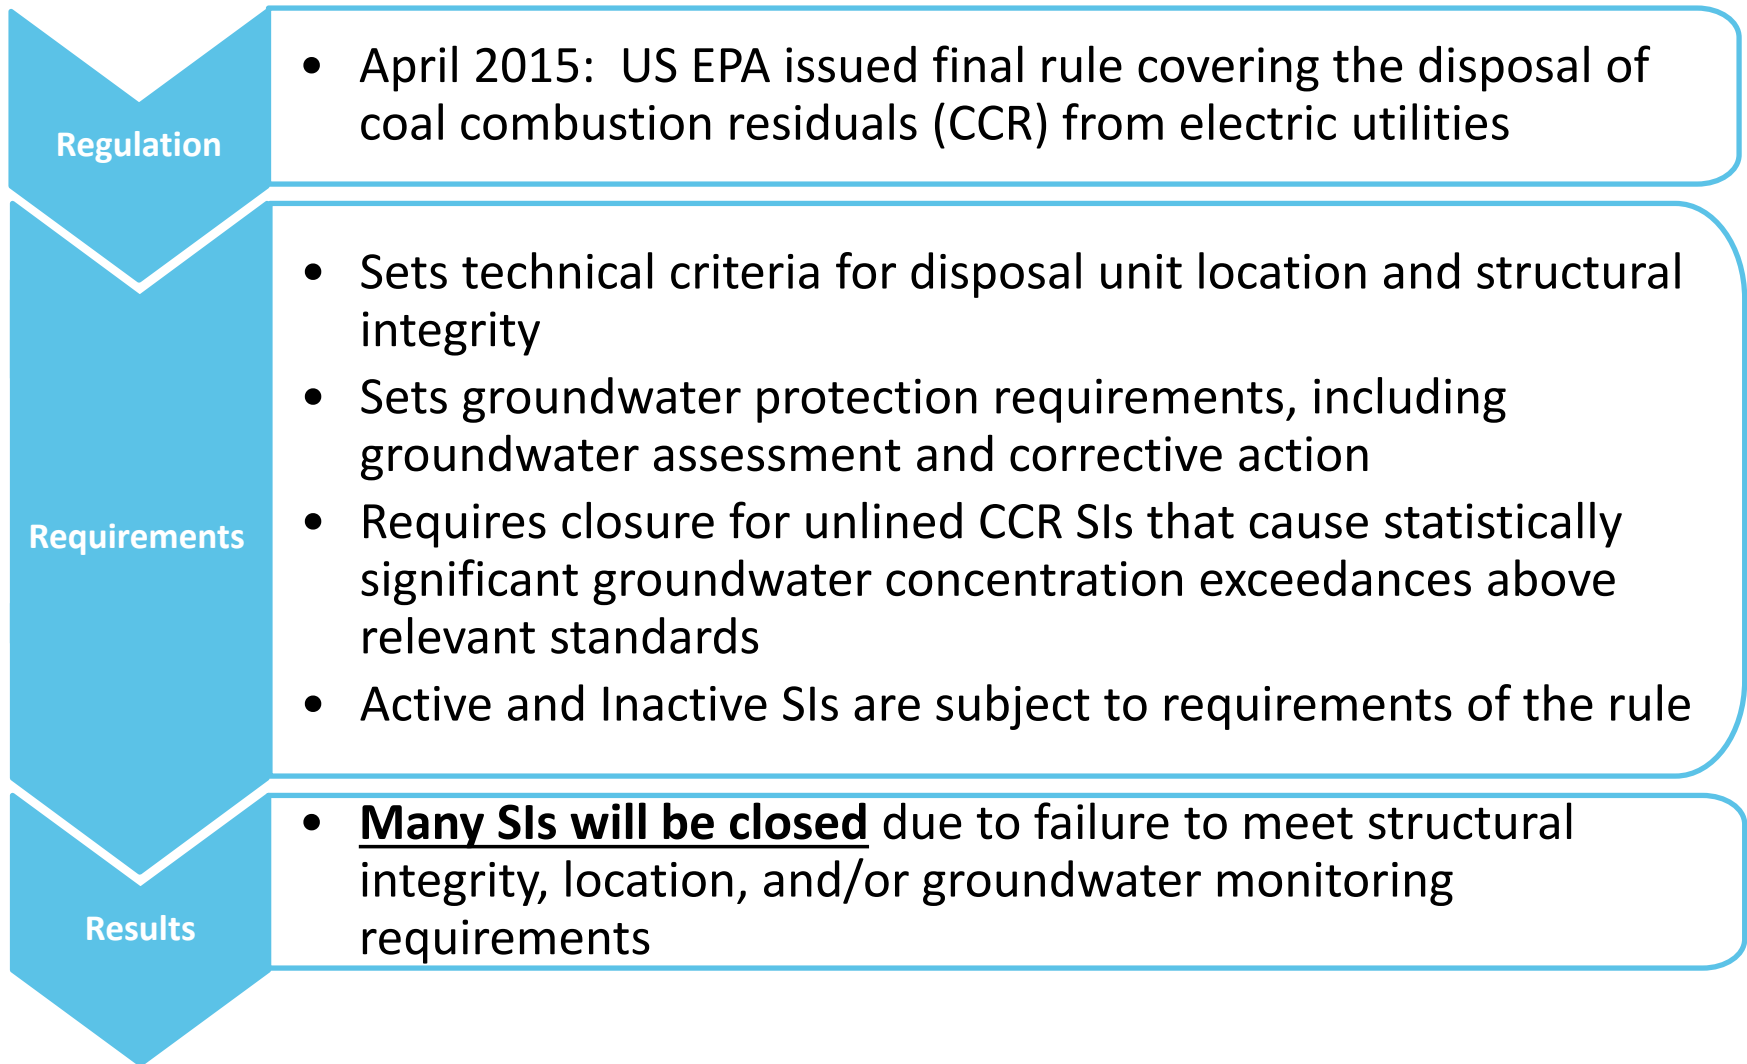 Regulation
• April 2015:  US EPA issued final rule covering the disposal of
coal combustion residuals (CCR) from electric utilities
Requirements
• Sets technical criteria for disposal unit location and structural
integrity
• Sets groundwater protection requirements, including
groundwater assessment and corrective action
• Requires closure for unlined CCR SIs that cause statistically
significant groundwater concentration exceedances above
relevant standards
• Active and Inactive SIs are subject to requirements of the rule
Results
• Many SIs will be closed due to failure to meet structural
integrity, location, and/or groundwater monitoring
requirements